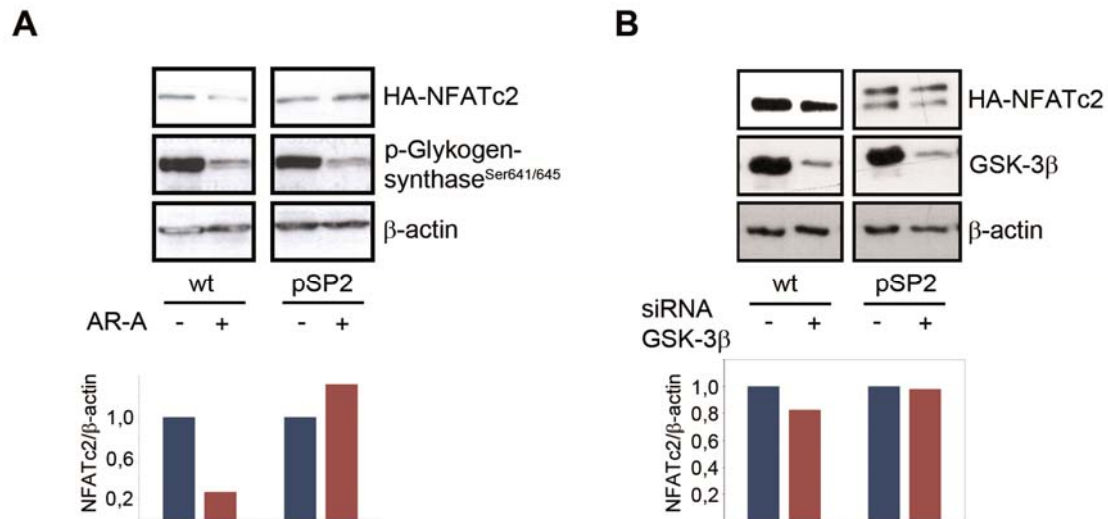 A
HA-NFATc2
p-Glykogen-
synthaseSer641/645
β-actin
wt pSP2
AR-A - + - +
NFATc2/β-actin
1,0
0,6
0,2
B
HA-NFATc2
GSK-3β
β-actin
wt pSP2
siRNA
GSK-3β - + - +
NFATc2/β-actin
1,0
0,8
0,6
0,4
0,2